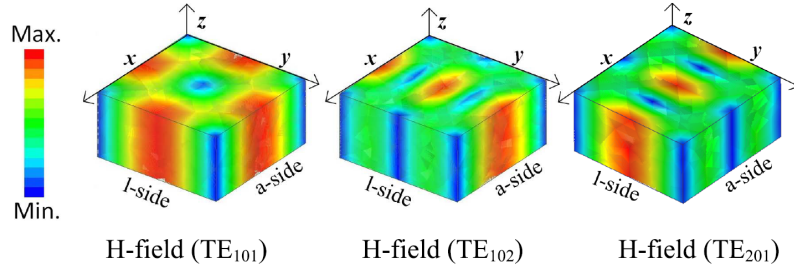 Max.
Min.
z
x
y
l-side
a-side
H-field (TE₁₀₁)
z
x
y
l-side
a-side
H-field (TE₁₀₂)
z
x
y
l-side
a-side
H-field (TE₂₀₁)